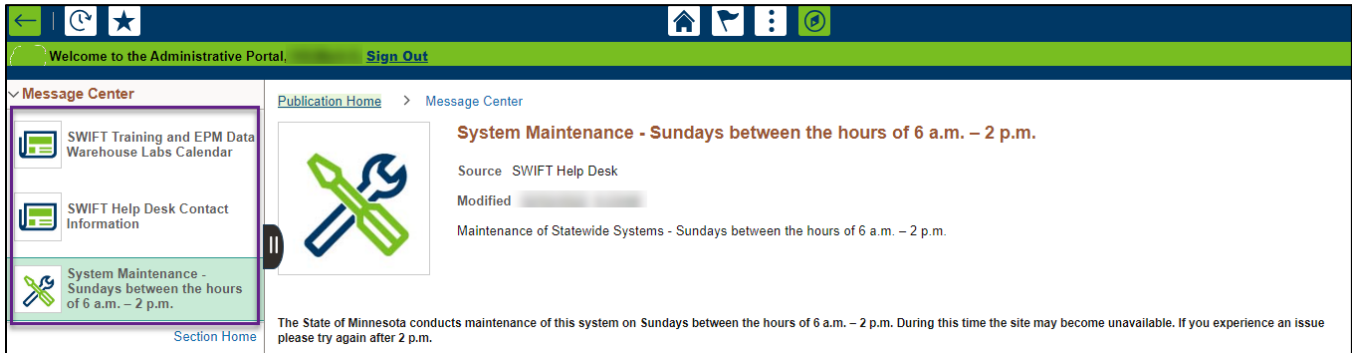 Welcome to the Administrative Portal, Sign Out
Message Center
SWIFT Training and EPM Data
Warehouse Labs Calendar
SWIFT Help Desk Contact
Information
System Maintenance -
Sundays between the hours
of 6 a.m. – 2 p.m.
Section Home
Publication Home > Message Center
System Maintenance - Sundays between the hours of 6 a.m. – 2 p.m.
Source SWIFT Help Desk
Modified
Maintenance of Statewide Systems - Sundays between the hours of 6 a.m. – 2 p.m.
The State of Minnesota conducts maintenance of this system on Sundays between the hours of 6 a.m. – 2 p.m. During this time the site may become unavailable. If you experience an issue
please try again after 2 p.m.